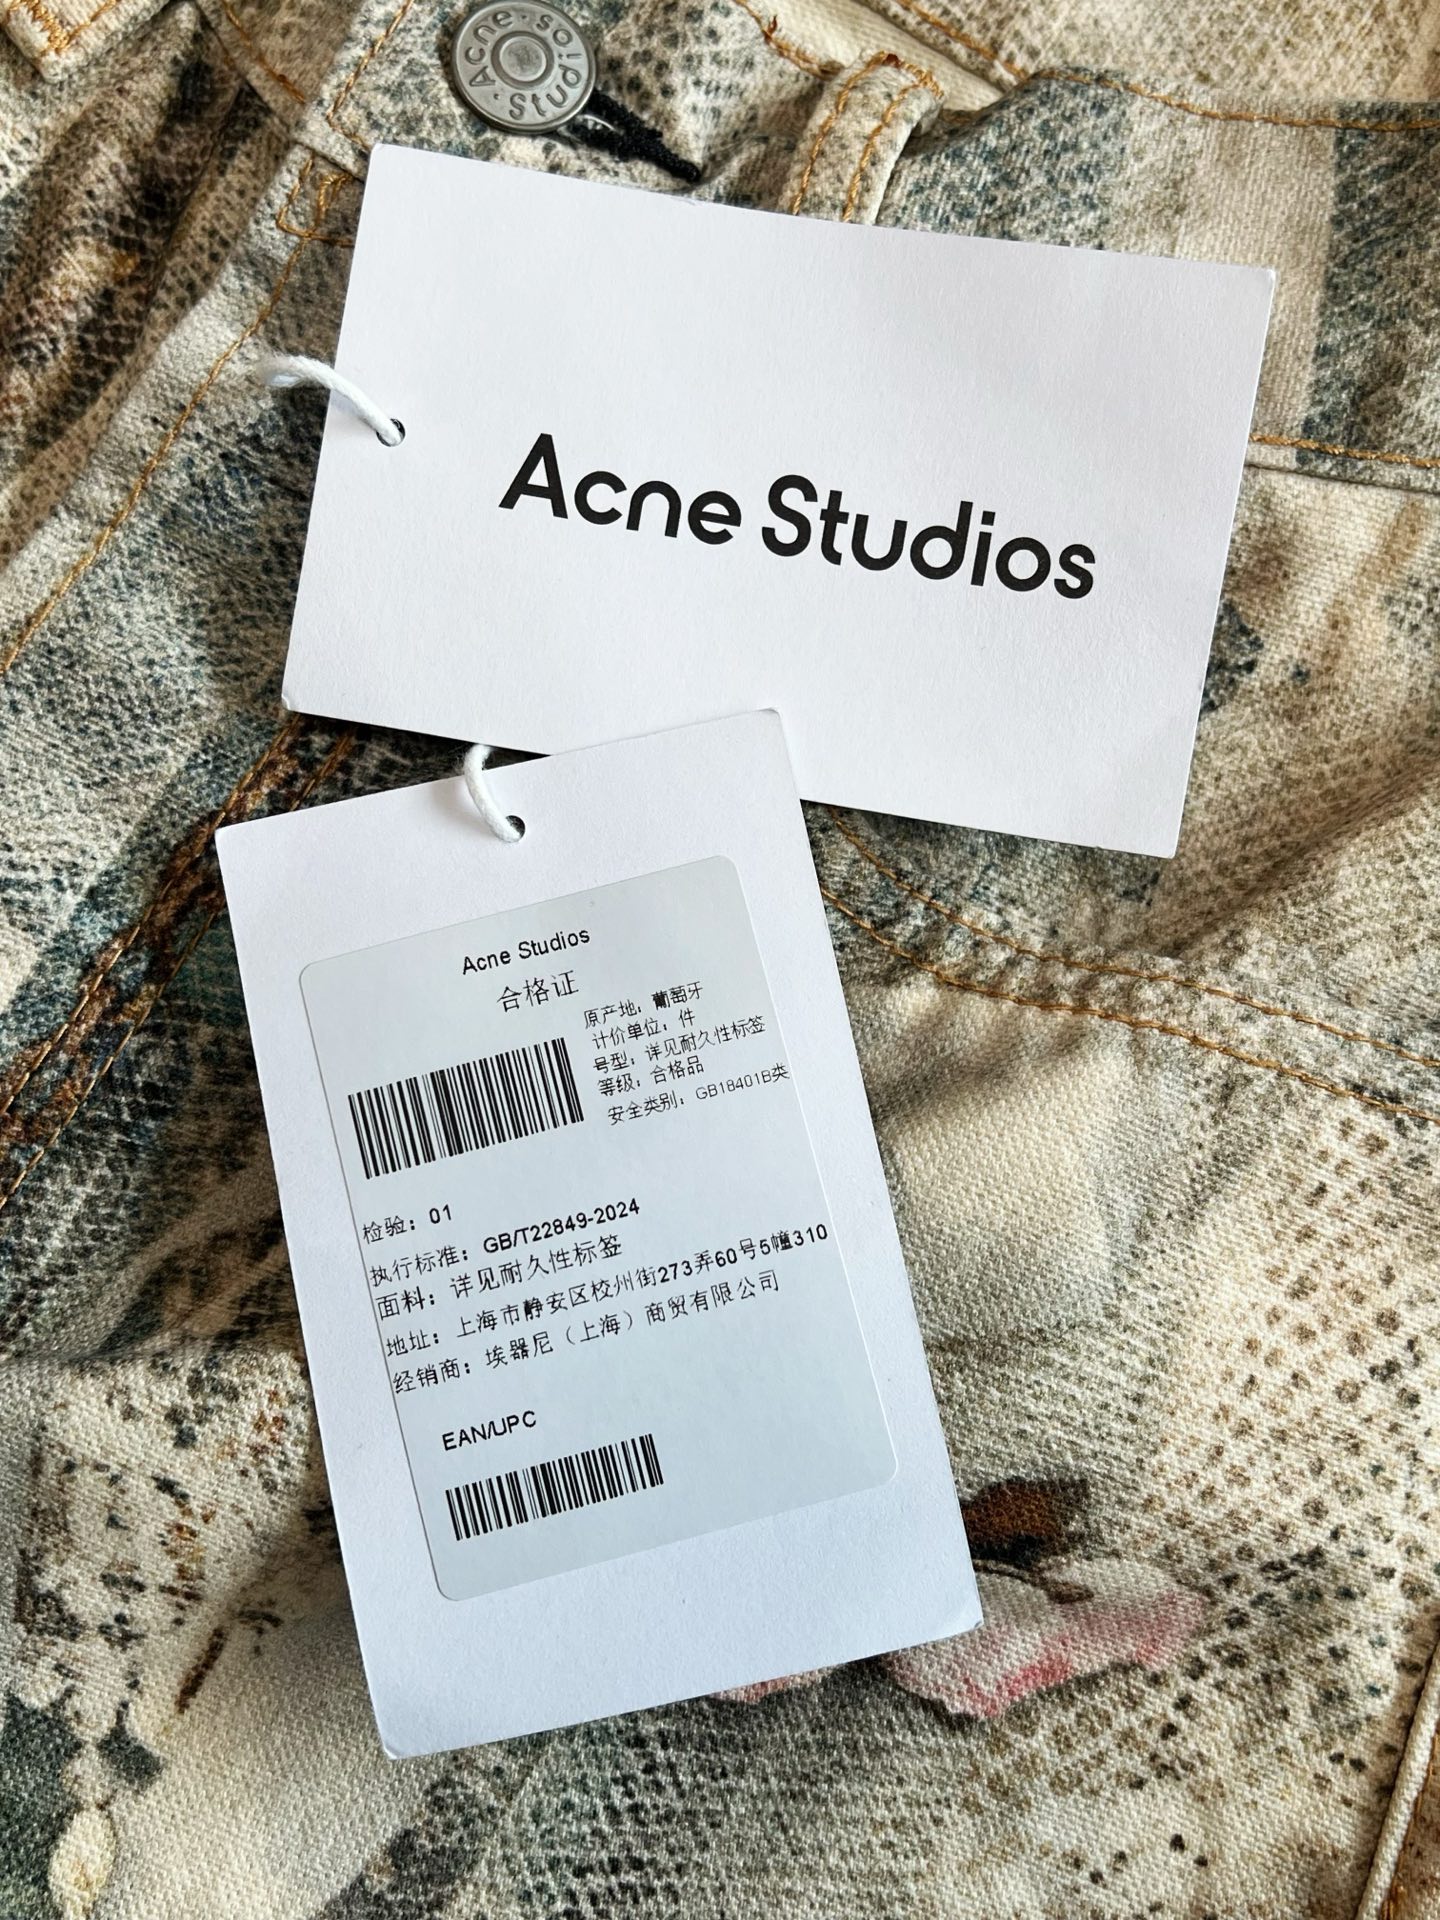 Acne Studios
Acne Studios
Acne Studios
合格证
原产地：葡萄牙
计价单位：件
号型：详见耐久性标签
等级：合格品
安全类别：GB18401B类
检验：01
执行标准：GB/T22849-2024
面料：详见耐久性标签
地址：上海市静安区校州街273弄60号5幢310
经销商：埃器尼（上海）商贸有限公司
EAN/UPC